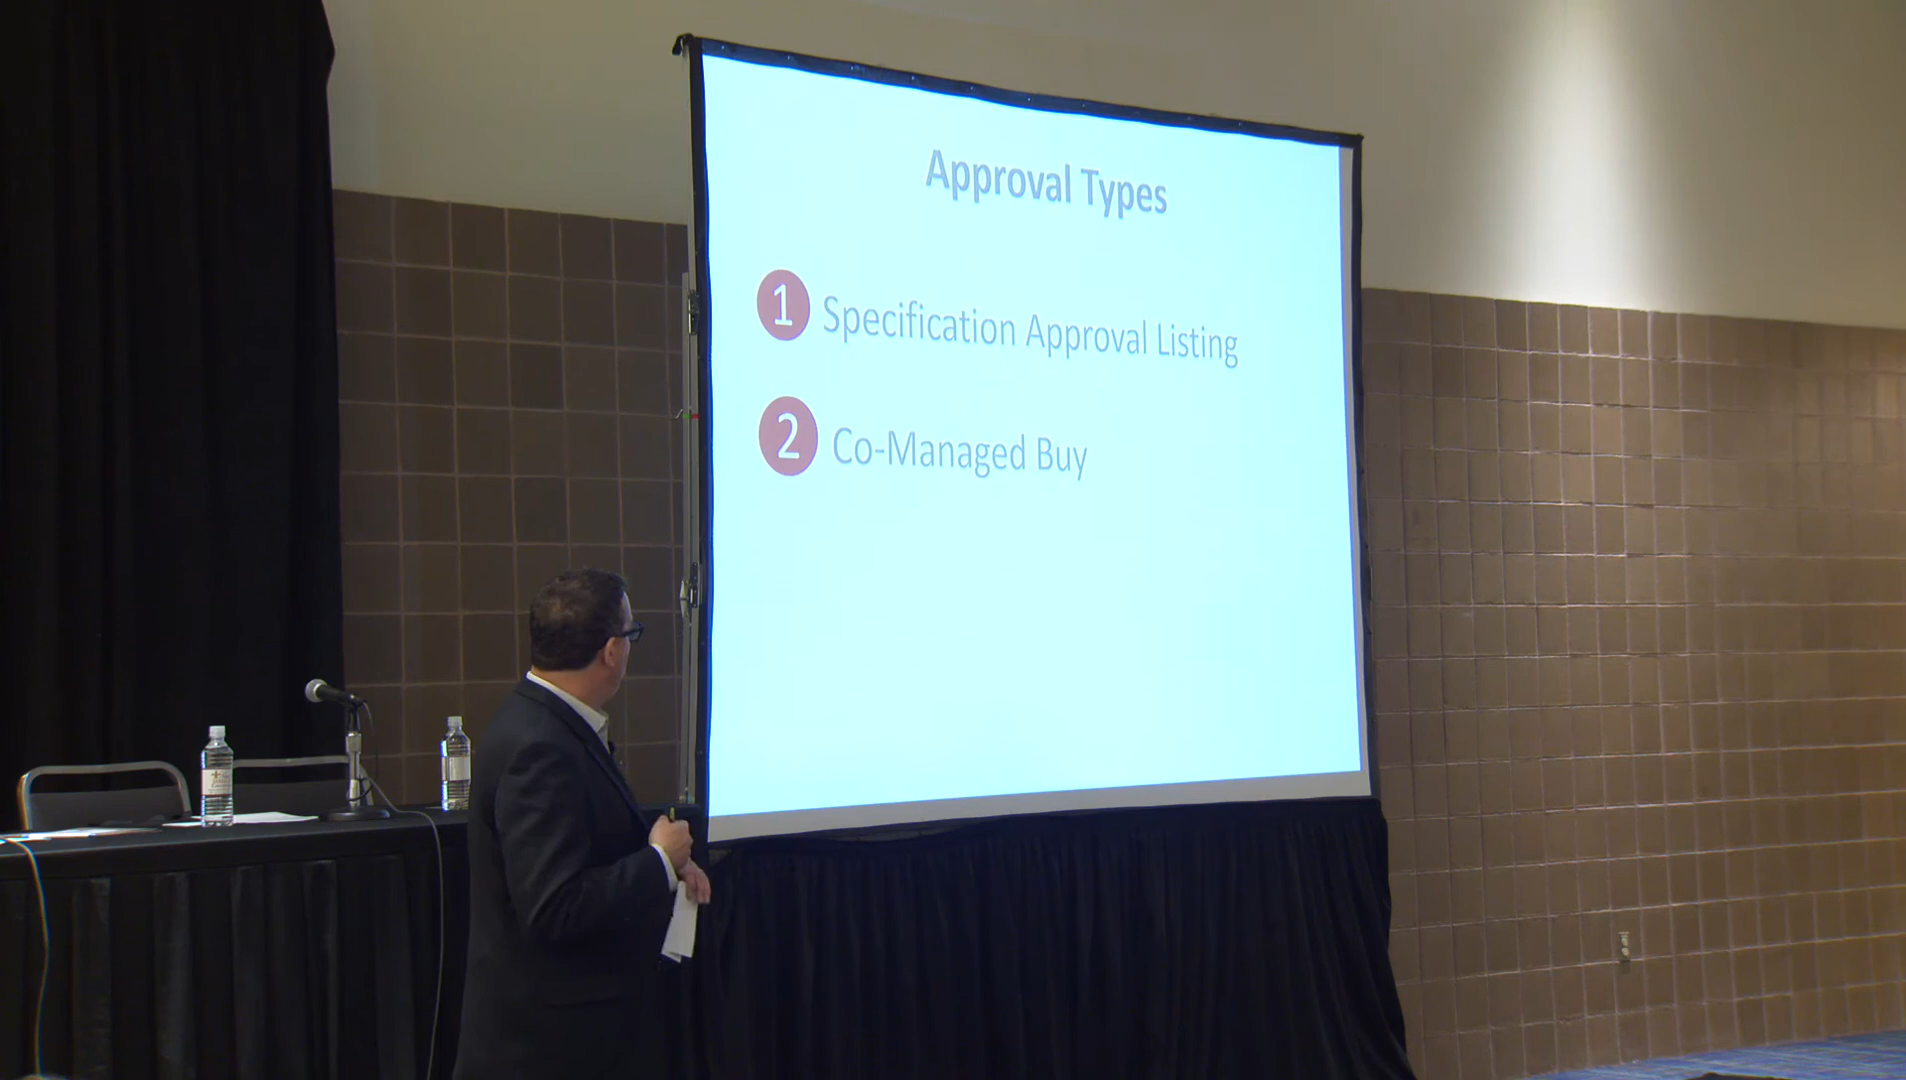 Approval Types
1 Specification Approval Listing
2 Co-Managed Buy